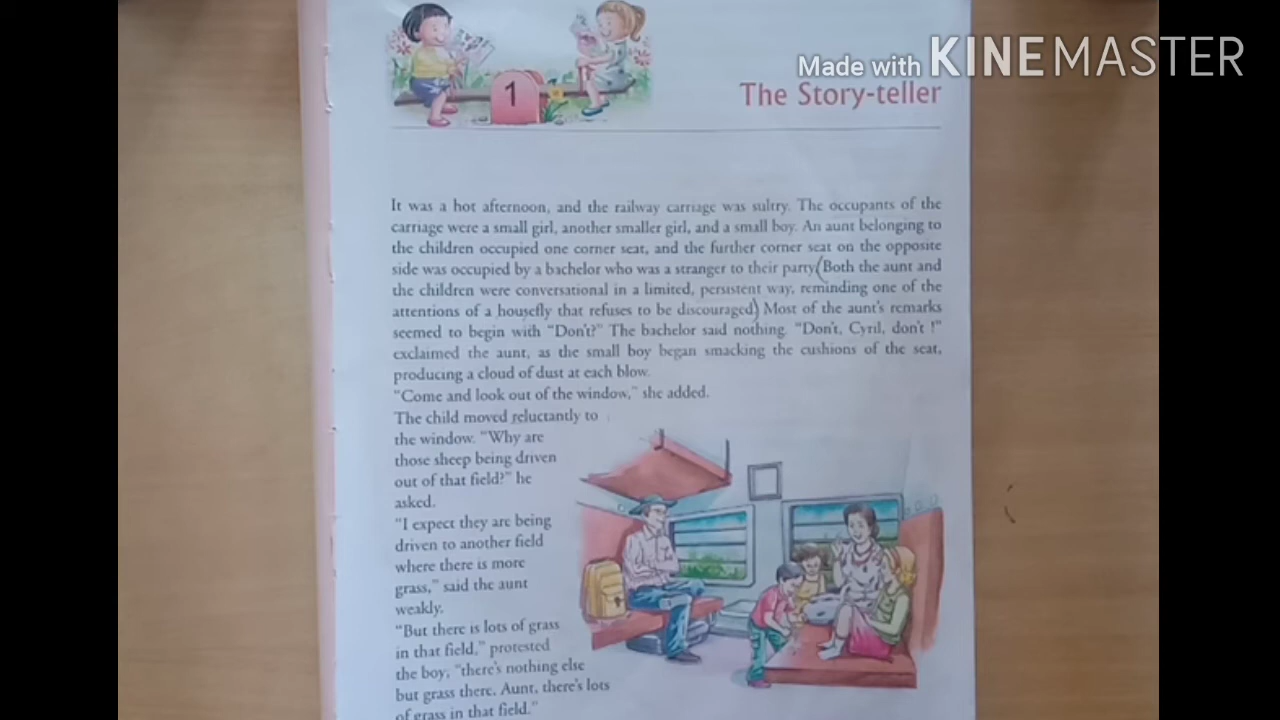 Made with KINEMASTER
1
The Story-teller
It was a hot afternoon, and the railway carriage was sultry. The occupants of the
carriage were a small girl, another smaller girl, and a small boy. An aunt belonging to
the children occupied one corner seat, and the further corner seat on the opposite
side was occupied by a bachelor who was a stranger to their party(Both the aunt and
the children were conversational in a limited, persistent way, reminding one of the
attentions of a housefly that refuses to be discouraged) Most of the aunt's remarks
seemed to begin with "Don't?" The bachelor said nothing. "Don't, Cyril, don't !"
exclaimed the aunt, as the small boy began smacking the cushions of the seat,
producing a cloud of dust at each blow.
"Come and look out of the window," she added.
The child moved reluctantly to
the window. "Why are
those sheep being driven
out of that field?" he
asked.
"I expect they are being
driven to another field
where there is more
grass," said the aunt
weakly.
"But there is lots of grass
in that field," protested
the boy, "there's nothing else
but grass there. Aunt, there's lots
of grass in that field."